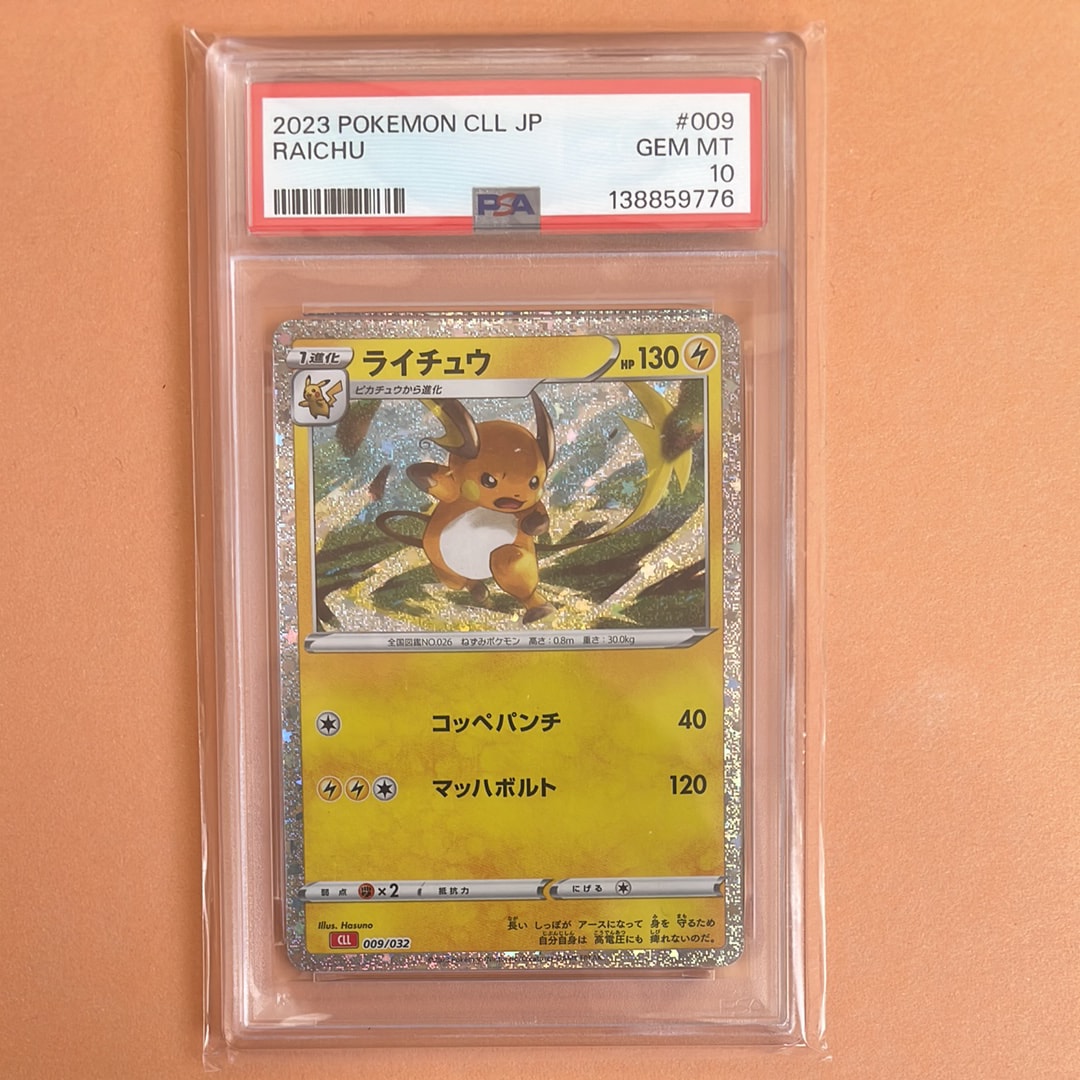 2023 POKEMON CLL JP #009
RAICHU GEM MT
10
138859776
PSA
1進化 ライチュウ HP 130
ピカチュウから進化
全国図鑑NO.026 ねずみポケモン 高さ:0.8m 重さ:30.0kg
コッペパンチ 40
マッハボルト 120
弱点 ×2 抵抗力 にげる
Illus. Hasuno
長い しっぽが アースになって 身を 守るため
自分自身は 高電圧にも 痺れないのだ。
CLL 009/032